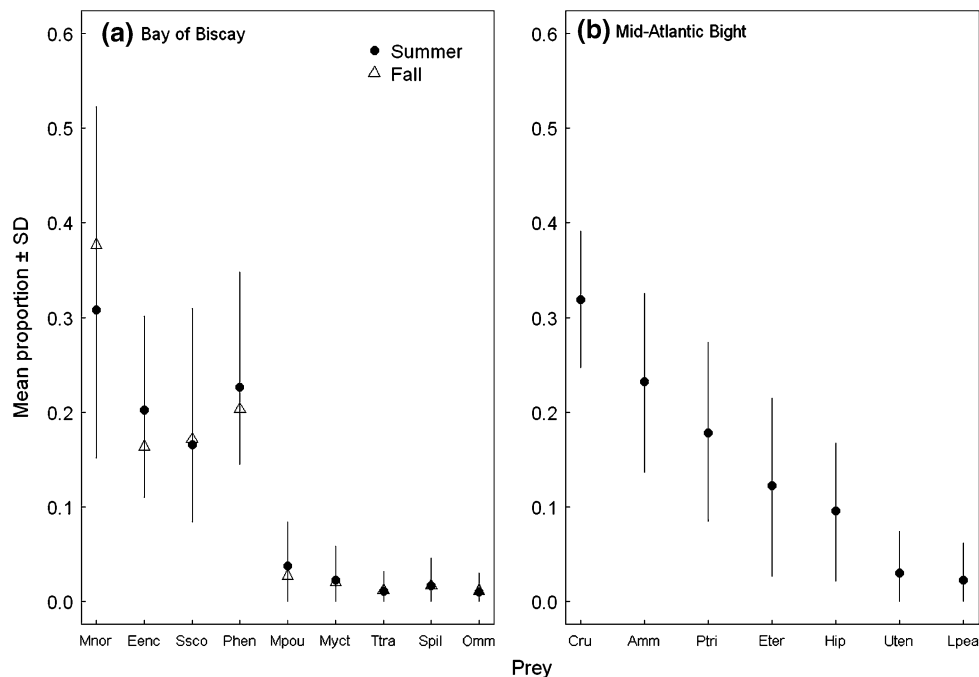 (a) Bay of Biscay
Summer
Fall
(b) Mid-Atlantic Bight
Mean proportion ± SD
0.6
0.5
0.4
0.3
0.2
0.1
0.0
Mnor Eenc Ssco Phen Mpou Myct Ttra Spil Omm
0.6
0.5
0.4
0.3
0.2
0.1
0.0
Cru Amm Ptri Eter Hip Uten Lpea
Prey